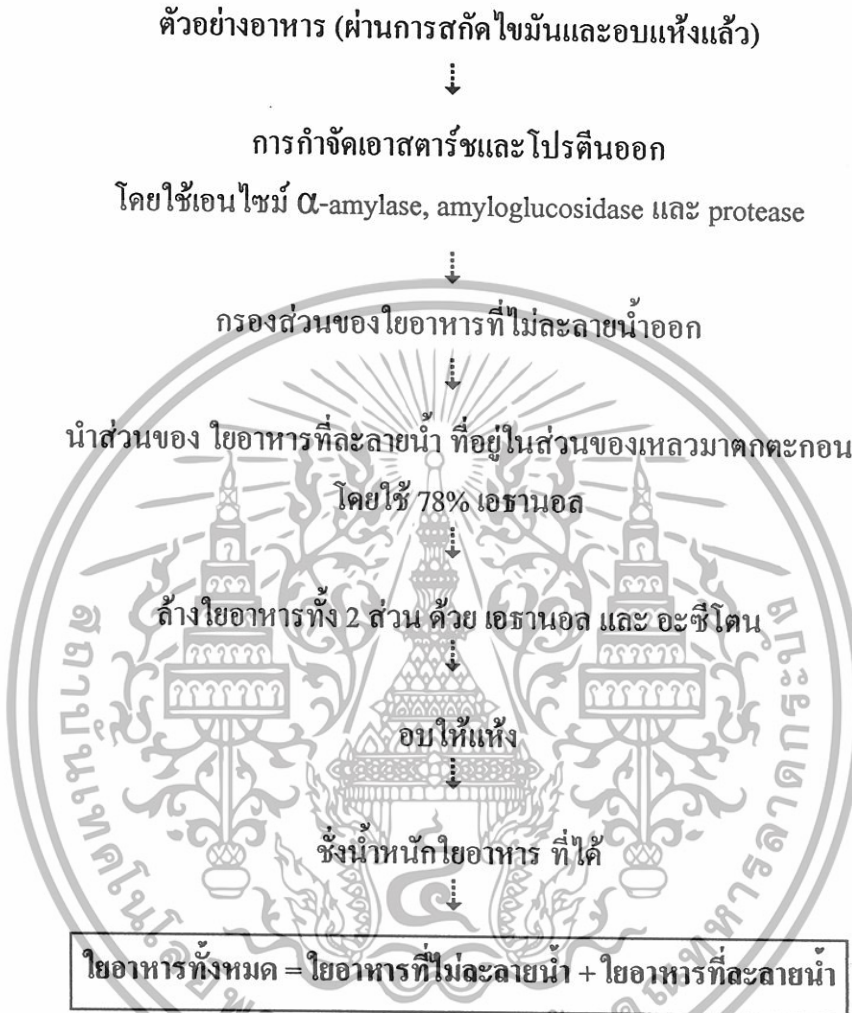 ตัวอย่างอาหาร (ผ่านการสกัดไขมันและอบแห้งแล้ว)
การกำจัดเอาสตาร์ชและโปรตีนออก
โดยใช้เอนไซม์ α-amylase, amyloglucosidase และ protease
กรองส่วนของใยอาหารที่ไม่ละลายน้ำออก
นำส่วนของ ใยอาหารที่ละลายน้ำ ที่อยู่ในส่วนของเหลวมาตกตะกอน
โดยใช้ 78% เอธานอล
ล้างใยอาหารทั้ง 2 ส่วน ด้วย เอธานอล และ อะซีโตน
อบให้แห้ง
ชั่งน้ำหนักใยอาหาร ที่ได้
ใยอาหารทั้งหมด = ใยอาหารที่ไม่ละลายน้ำ + ใยอาหารที่ละลายน้ำ